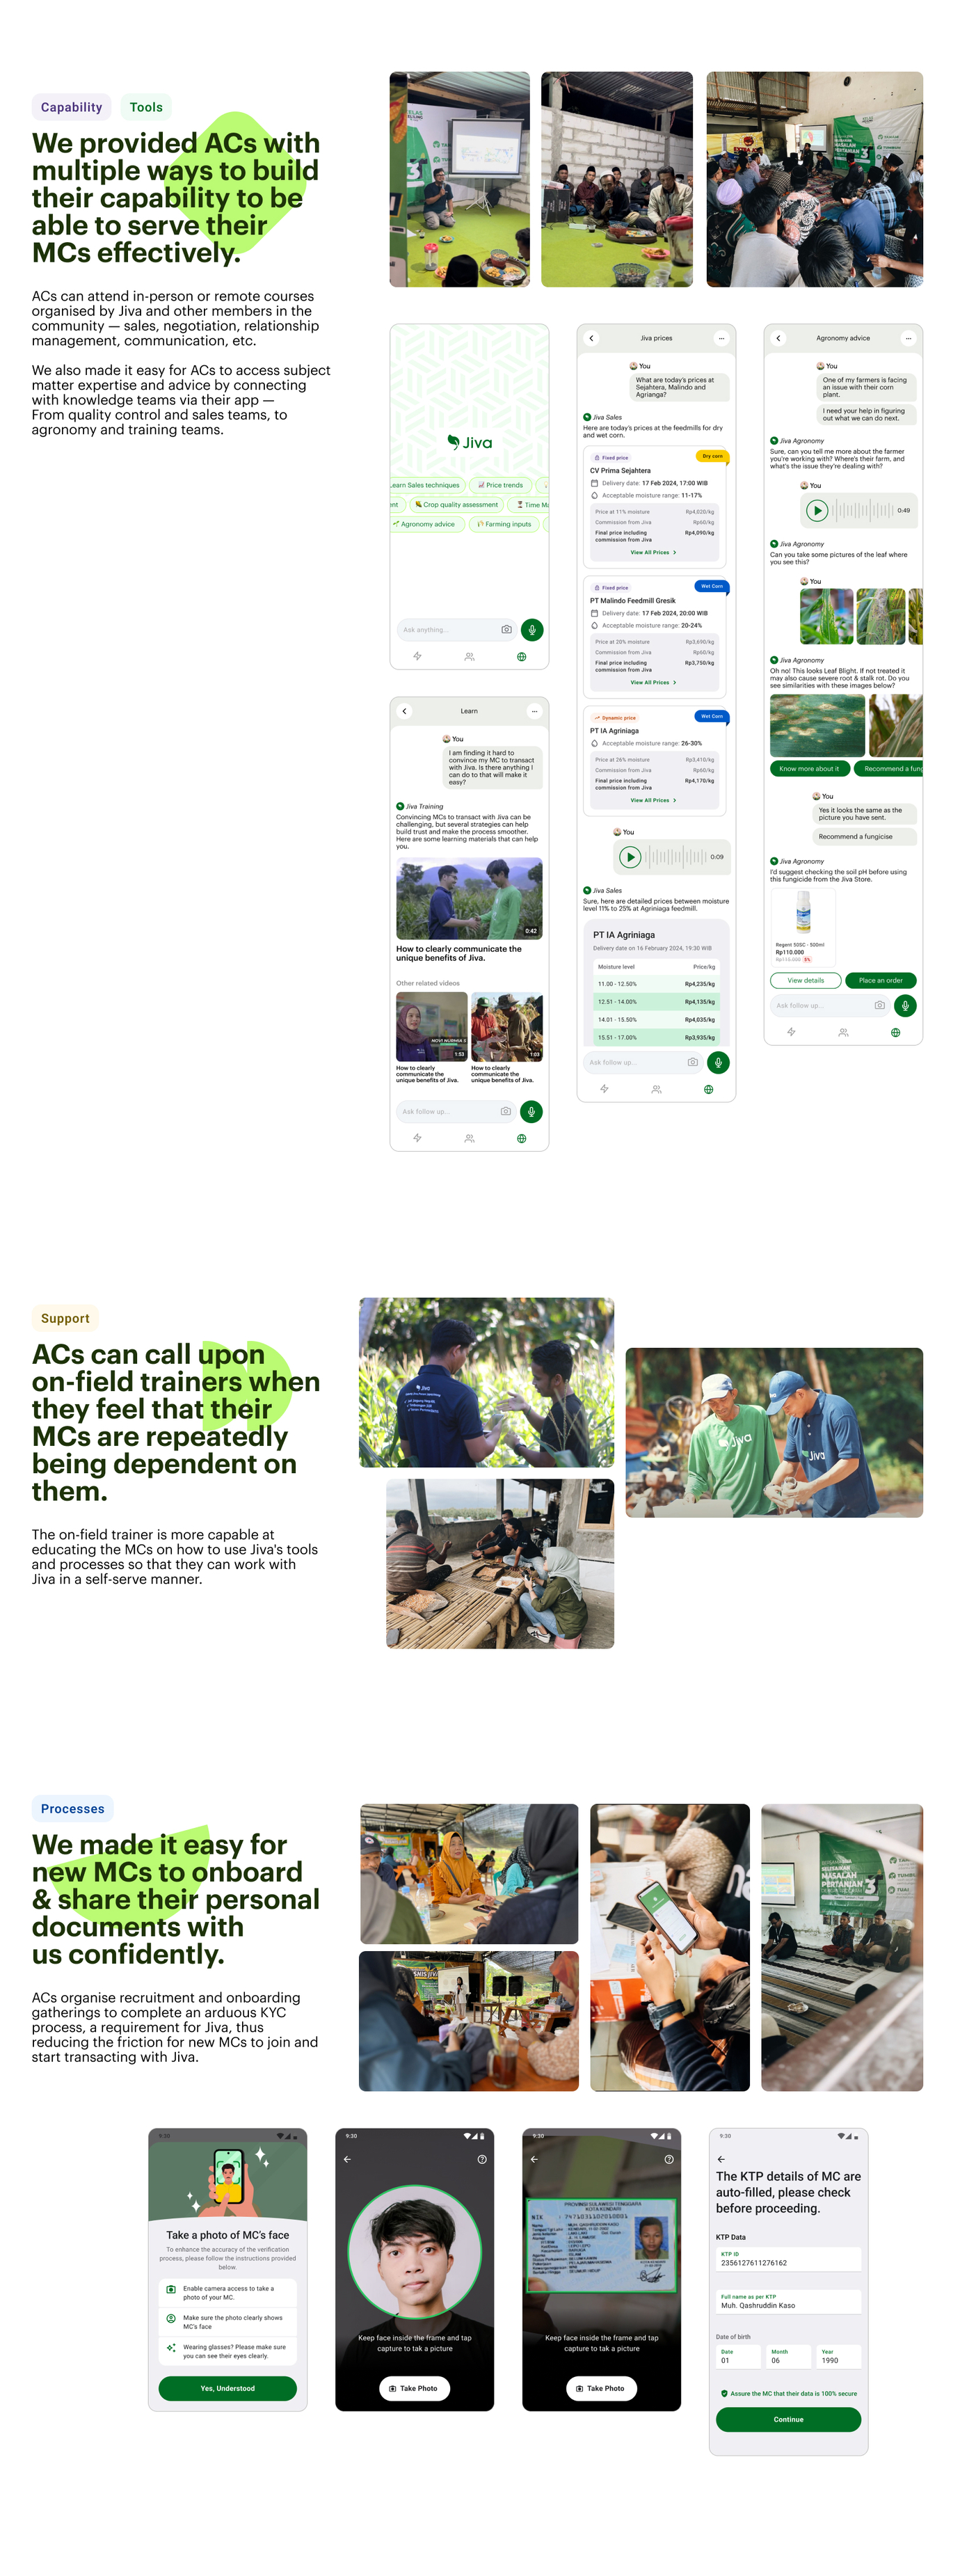 Capability
Tools
We provided ACs with
multiple ways to build
their capability to be
able to serve their
MCs effectively.
ACs can attend in-person or remote courses
organised by Jiva and other members in the
community — sales, negotiation, relationship
management, communication, etc.
We also made it easy for ACs to access subject
matter expertise and advice by connecting
with knowledge teams via their app —
From quality control and sales teams, to
agronomy and training teams.
Jiva
earn Sales techniques
Price trends
nt
Crop quality assessment
Time Ma
Agronomy advice
Farming inputs
Ask anything...
Learn
You
I am finding it hard to
convince my MC to transact
with Jiva. Is there anything I
can do to that will make it
easy?
Jiva Training
Convincing MCs to transact with Jiva can be
challenging, but several strategies can help
build trust and make the process smoother.
Here are some learning materials that can help
you.
0:42
How to clearly communicate the
unique benefits of Jiva.
Other related videos
1:53
1:03
How to clearly
communicate the
unique benefits of Jiva.
How to clearly
communicate the
unique benefits of Jiva.
Ask follow up...
Jiva prices
You
What are today's prices at
Sejahtera, Malindo and
Agrianga?
Jiva Sales
Here are today's prices at the feedmills for dry
and wet corn.
Fixed price
Dry corn
CV Prima Sejahtera
Delivery date: 17 Feb 2024, 17:00 WIB
Acceptable moisture range: 11-17%
Price at 11% moisture Rp4,020/kg
Commission from Jiva Rp60/kg
Final price including
commission from Jiva
Rp4,090/kg
View All Prices
Fixed price
Wet Corn
PT Malindo Feedmill Gresik
Delivery date: 17 Feb 2024, 20:00 WIB
Acceptable moisture range: 20-24%
Price at 20% moisture Rp3,690/kg
Commission from Jiva Rp60/kg
Final price including
commission from Jiva
Rp3,750/kg
View All Prices
Dynamic price
Wet Corn
PT IA Agriniaga
Acceptable moisture range: 26-30%
Price at 26% moisture Rp3,410/kg
Commission from Jiva Rp60/kg
Final price including
commission from Jiva
Rp4,170/kg
View All Prices
You
0:09
Jiva Sales
Sure, here are detailed prices between moisture
level 11% to 25% at Agriniaga feedmill.
PT IA Agriniaga
Delivery date on 16 February 2024, 19:30 WIB
Moisture level Price/kg
11.00 - 12.50% Rp4,235/kg
12.51 - 14.00% Rp4,135/kg
14.01 - 15.50% Rp4,035/kg
15.51 - 17.00% Rp3,935/kg
Ask follow up...
Agronomy advice
You
One of my farmers is facing
an issue with their corn
plant.
I need your help in figuring
out what we can do next.
Jiva Agronomy
Sure, can you tell me more about the farmer
you're working with? Where's their farm, and
what's the issue they're dealing with?
You
0:49
Jiva Agronomy
Can you take some pictures of the leaf where
you see this?
You
Jiva Agronomy
Oh no! This looks Leaf Blight. If not treated it
may also cause severe root & stalk rot. Do you
see similarities with these images below?
Know more about it
Recommend a fung
You
Yes it looks the same as the
picture you have sent.
Recommend a fungicise
Jiva Agronomy
I'd suggest checking the soil pH before using
this fungicide from the Jiva Store.
Regent 50SC - 500ml
Rp110.000
Rp116.000 5%
View details
Place an order
Ask follow up...
Support
ACs can call upon
on-field trainers when
they feel that their
MCs are repeatedly
being dependent on
them.
The on-field trainer is more capable at
educating the MCs on how to use Jiva's tools
and processes so that they can work with
Jiva in a self-serve manner.
Jiva
Jiva
Jiva
Processes
We made it easy for
new MCs to onboard
& share their personal
documents with
us confidently.
ACs organise recruitment and onboarding
gatherings to complete an arduous KYC
process, a requirement for Jiva, thus
reducing the friction for new MCs to join and
start transacting with Jiva.
MASALAH
PERTANIAN
3
9:30
Take a photo of MC's face
To enhance the accuracy of the verification
process, please follow the instructions provided
below.
Enable camera access to take a
photo of your MC.
Make sure the photo clearly shows
MC's face
Wearing glasses? Please make sure
you can see their eyes clearly.
Yes, Understood
9:30
Keep face inside the frame and tap
capture to tak a picture
Take Photo
9:30
PROVINSI SULAWESI TENGGARA
KOTA KENDARI
NIK
Keep face inside the frame and tap
capture to tak a picture
Take Photo
9:30
The KTP details of MC are
auto-filled, please check
before proceeding.
KTP Data
KTP ID
2356127611276162
Full name as per KTP
Muh. Qashruddin Kaso
Date of birth
Date
01
Month
06
Year
1990
Assure the MC that their data is 100% secure
Continue